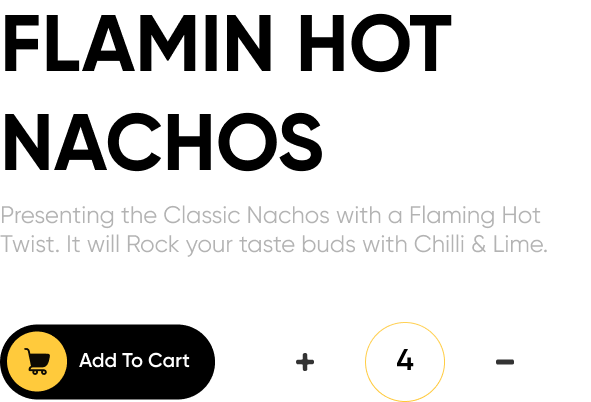 FLAMIN HOT
NACHOS
Presenting the Classic Nachos with a Flaming Hot
Twist. It will Rock your taste buds with Chilli & Lime.
Add To Cart + 4 -